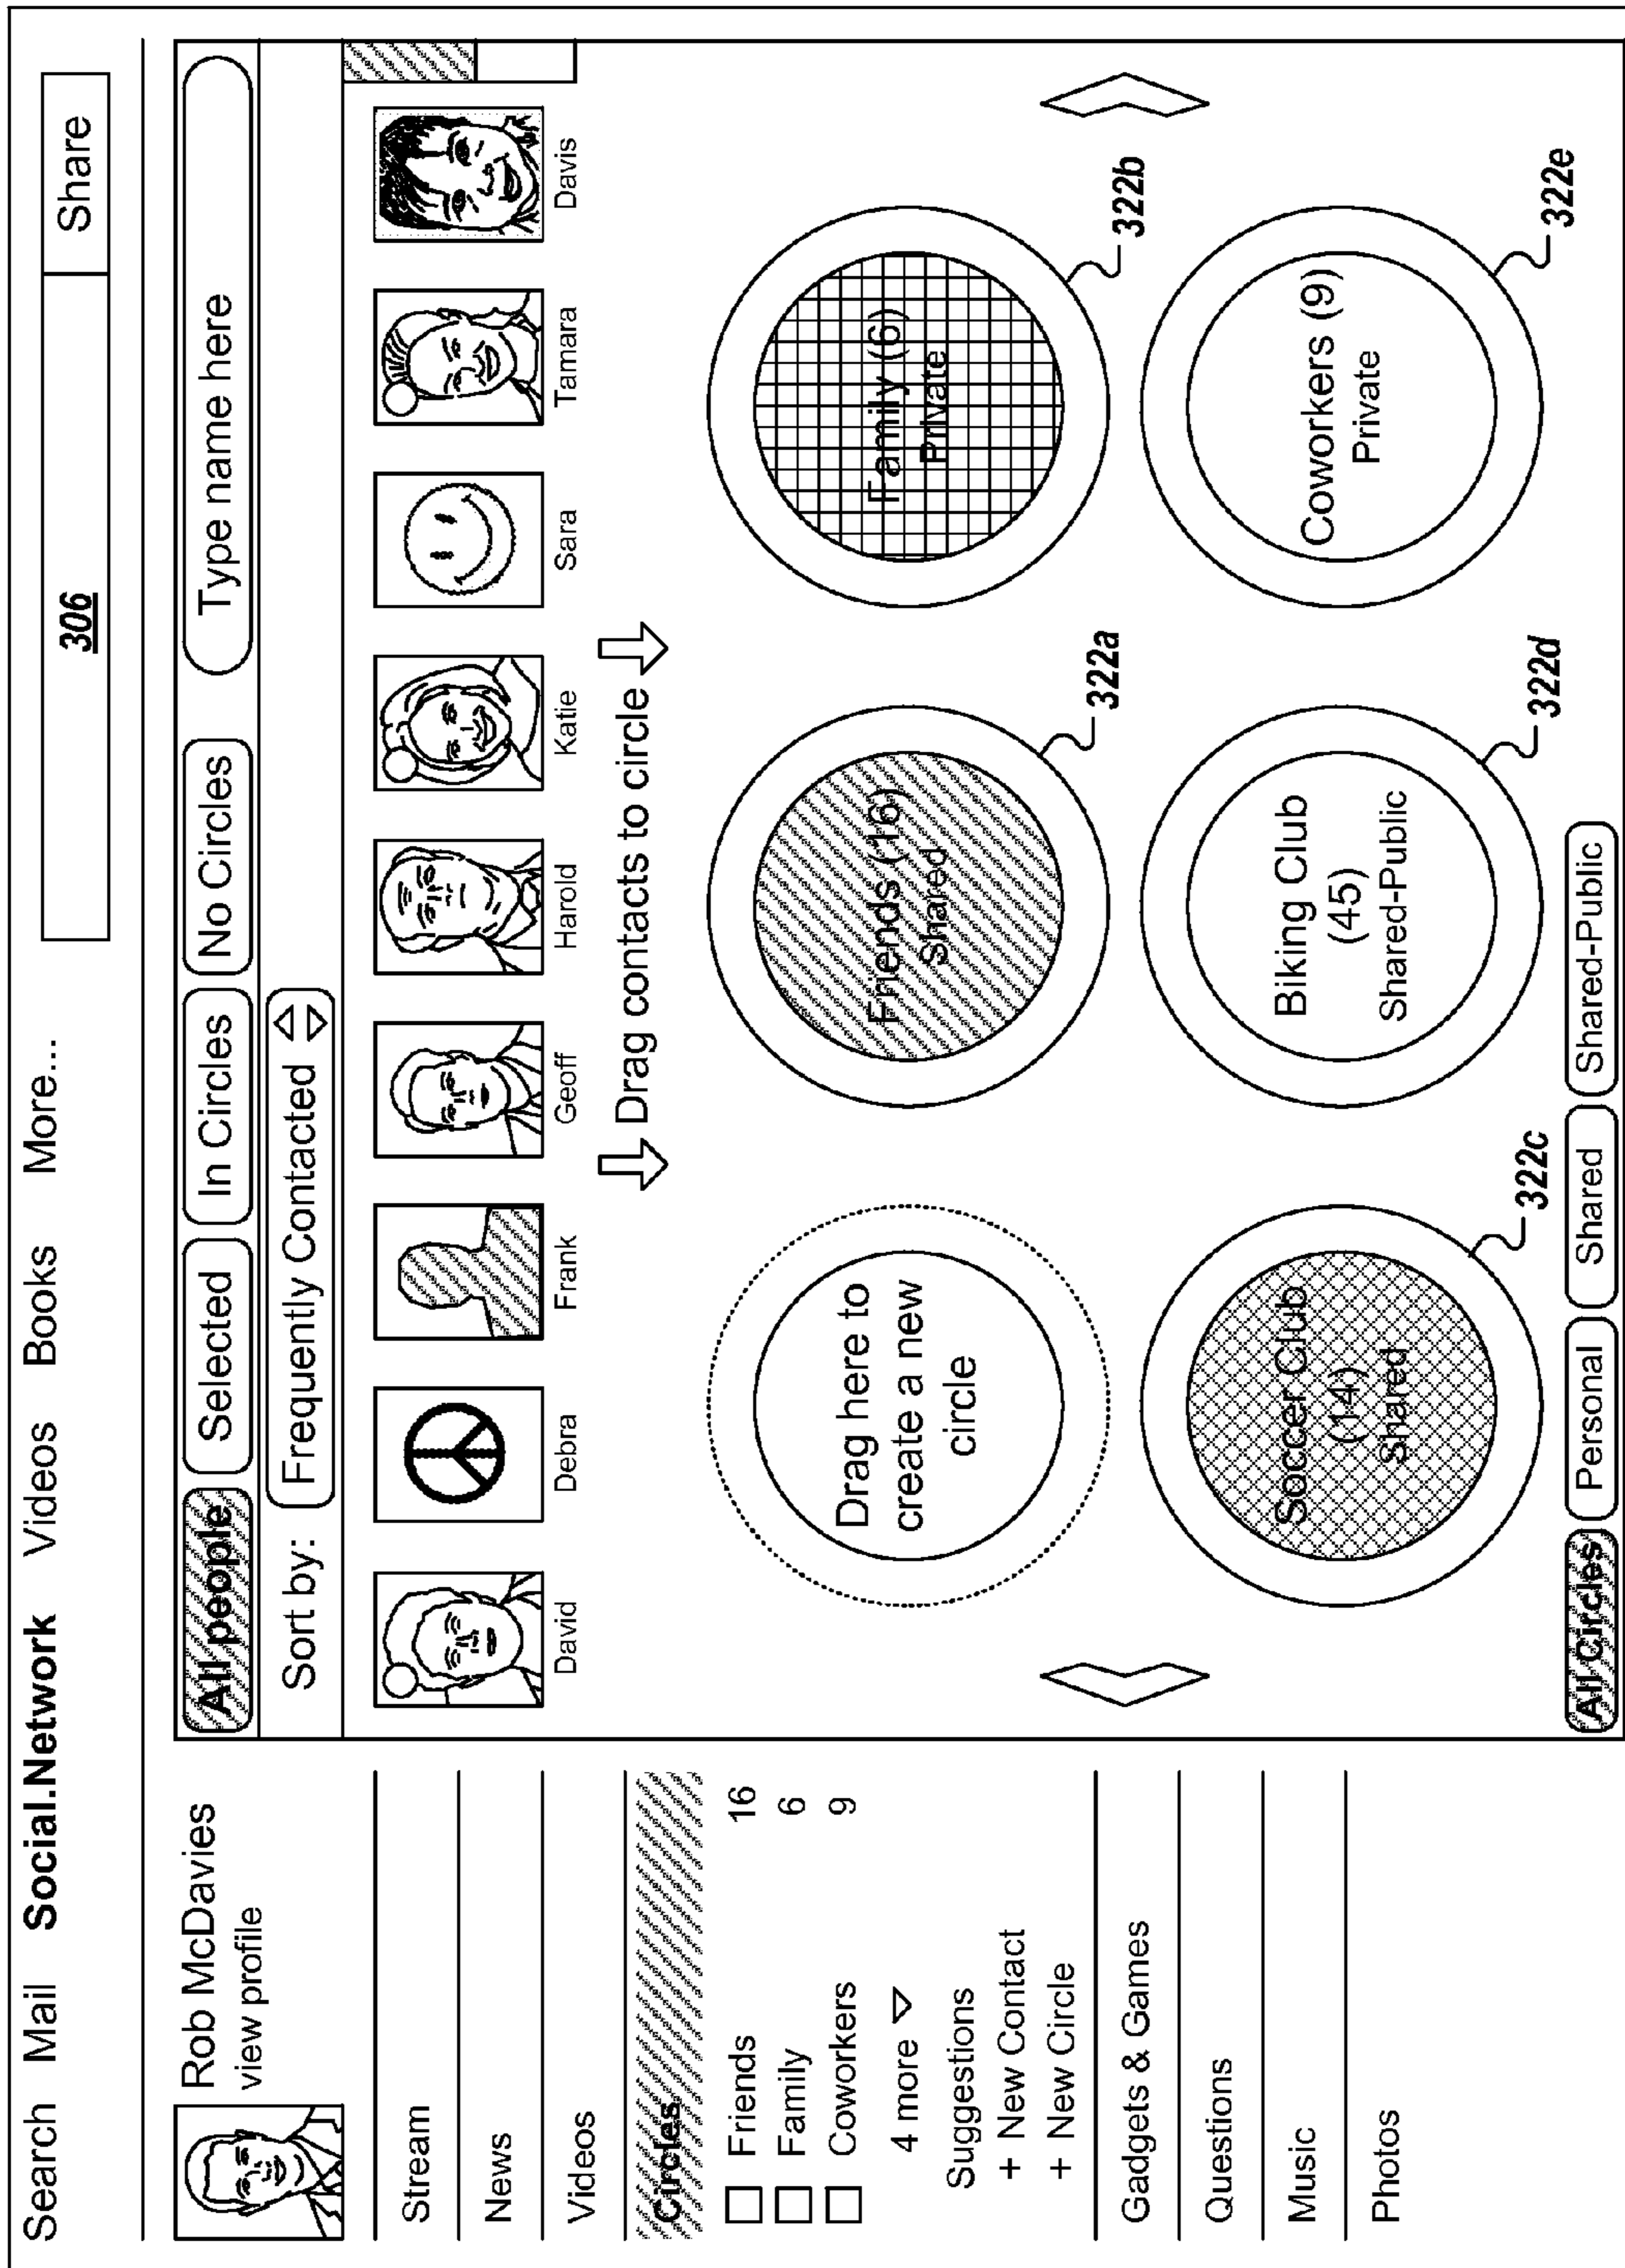 Search Mail Social.Network Videos Books More...
306 Share
Rob McDavies
view profile
Stream
News
Videos
Circles
Friends 16
Family 6
Coworkers 9
4 more
Suggestions
+ New Contact
+ New Circle
Gadgets & Games
Questions
Music
Photos
All people Selected In Circles No Circles Type name here
Sort by: Frequently Contacted
David Debra Frank Geoff Harold Katie Sara Tamara Davis
Drag contacts to circle
Drag here to
create a new
circle
Friends (16)
Shared
322a
Family (6)
Private
322b
Soccer Club
(14)
Shared
322c
Biking Club
(45)
Shared-Public
322d
Coworkers (9)
Private
322e
All Circles Personal Shared Shared-Public